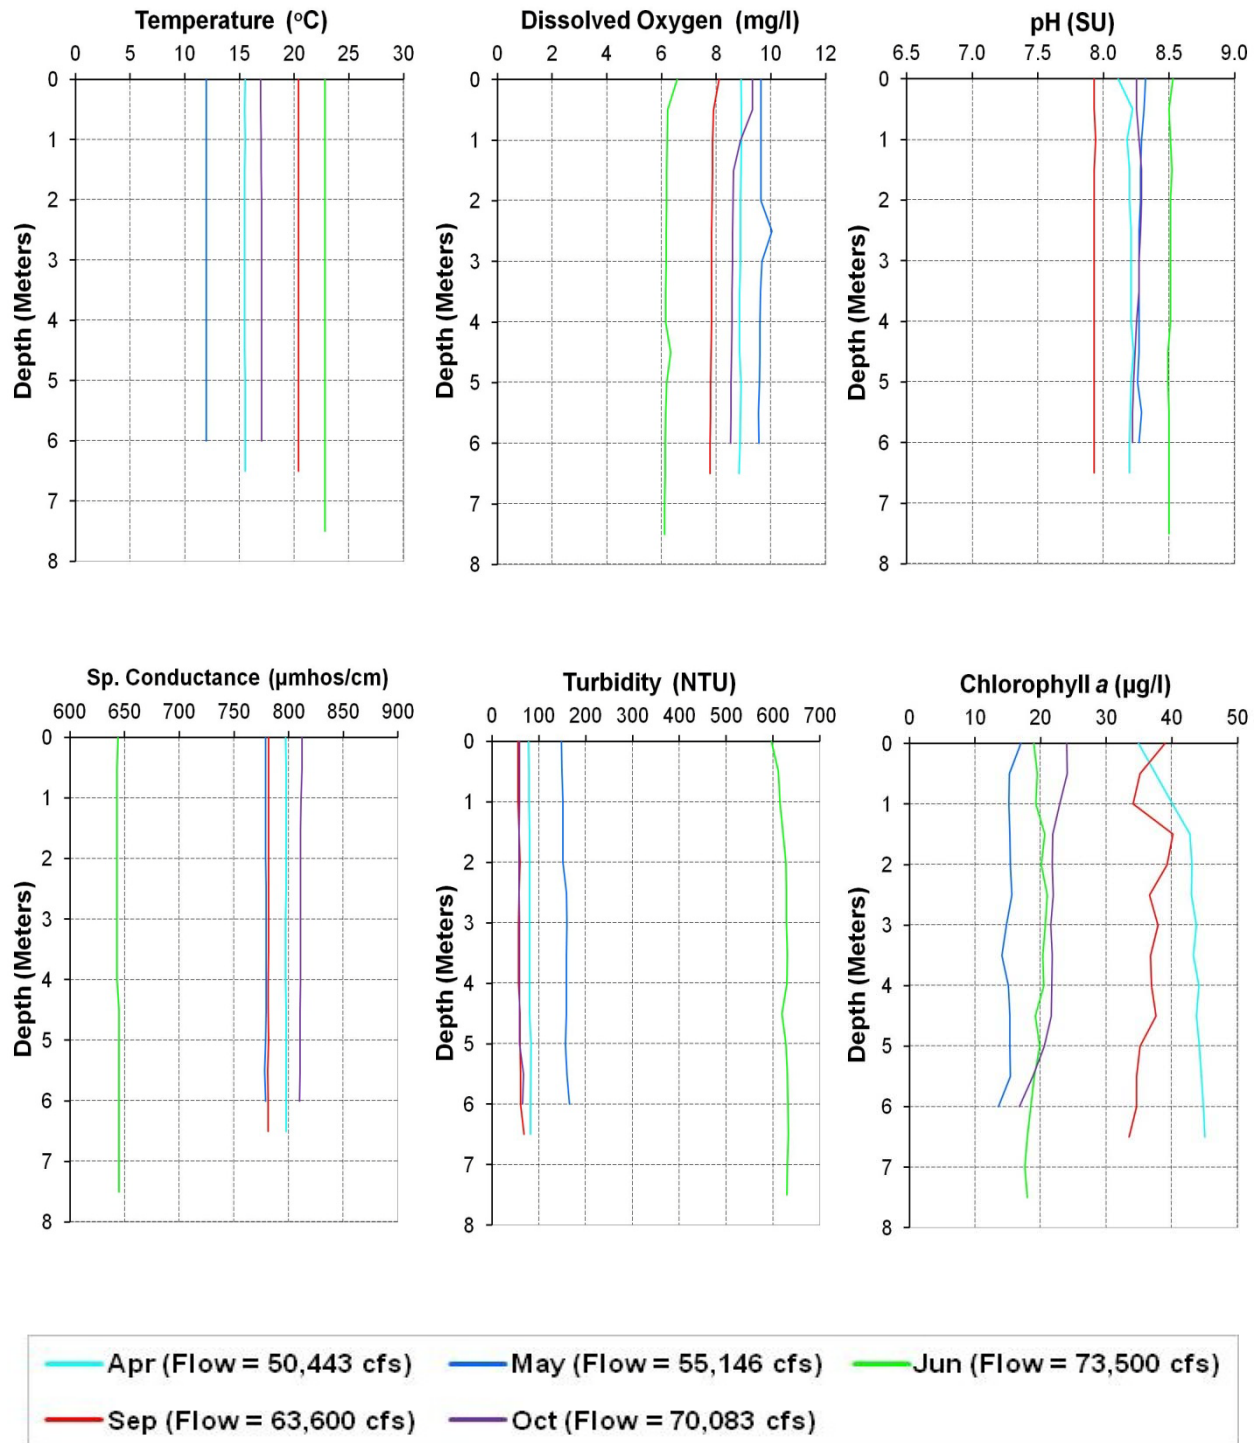 Temperature (ºC)
0 5 10 15 20 25 30
0
1
2
3
4
5
6
7
8
Depth (Meters)
Dissolved Oxygen (mg/l)
0 2 4 6 8 10 12
0
1
2
3
4
5
6
7
8
Depth (Meters)
pH (SU)
6.5 7.0 7.5 8.0 8.5 9.0
0
1
2
3
4
5
6
7
8
Depth (Meters)
Sp. Conductance (µmhos/cm)
600 650 700 750 800 850 900
0
1
2
3
4
5
6
7
8
Depth (Meters)
Turbidity (NTU)
0 100 200 300 400 500 600 700
0
1
2
3
4
5
6
7
8
Depth (Meters)
Chlorophyll a (µg/l)
0 10 20 30 40 50
0
1
2
3
4
5
6
7
8
Depth (Meters)
Apr (Flow = 50,443 cfs) May (Flow = 55,146 cfs) Jun (Flow = 73,500 cfs)
Sep (Flow = 63,600 cfs) Oct (Flow = 70,083 cfs)